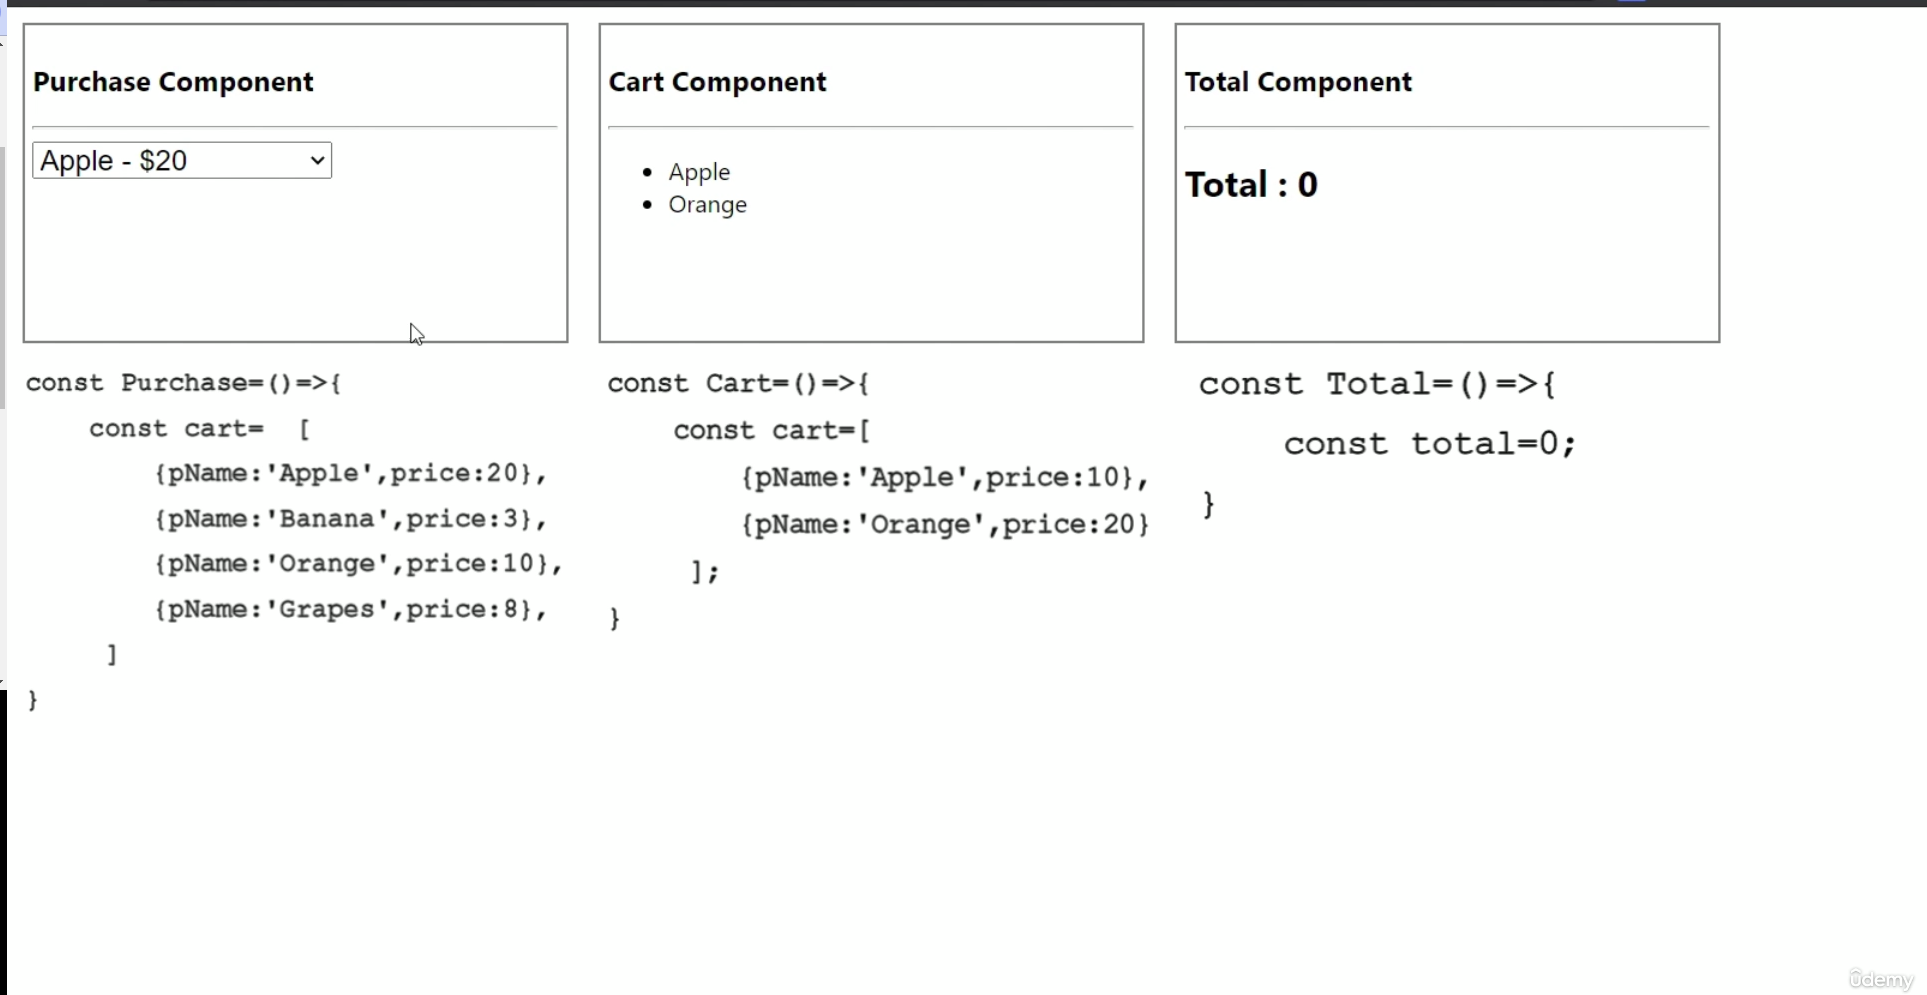 Purchase Component
Apple - $20
Cart Component
Apple
Orange
Total Component
Total : 0
const Purchase=()=>{
const cart=  [
{pName:'Apple',price:20},
{pName:'Banana',price:3},
{pName:'Orange',price:10},
{pName:'Grapes',price:8},
]
}
const Cart=()=>{
const cart=[
{pName:'Apple',price:10},
{pName:'Orange',price:20}
];
}
const Total=()=>{
const total=0;
}
ûdemy